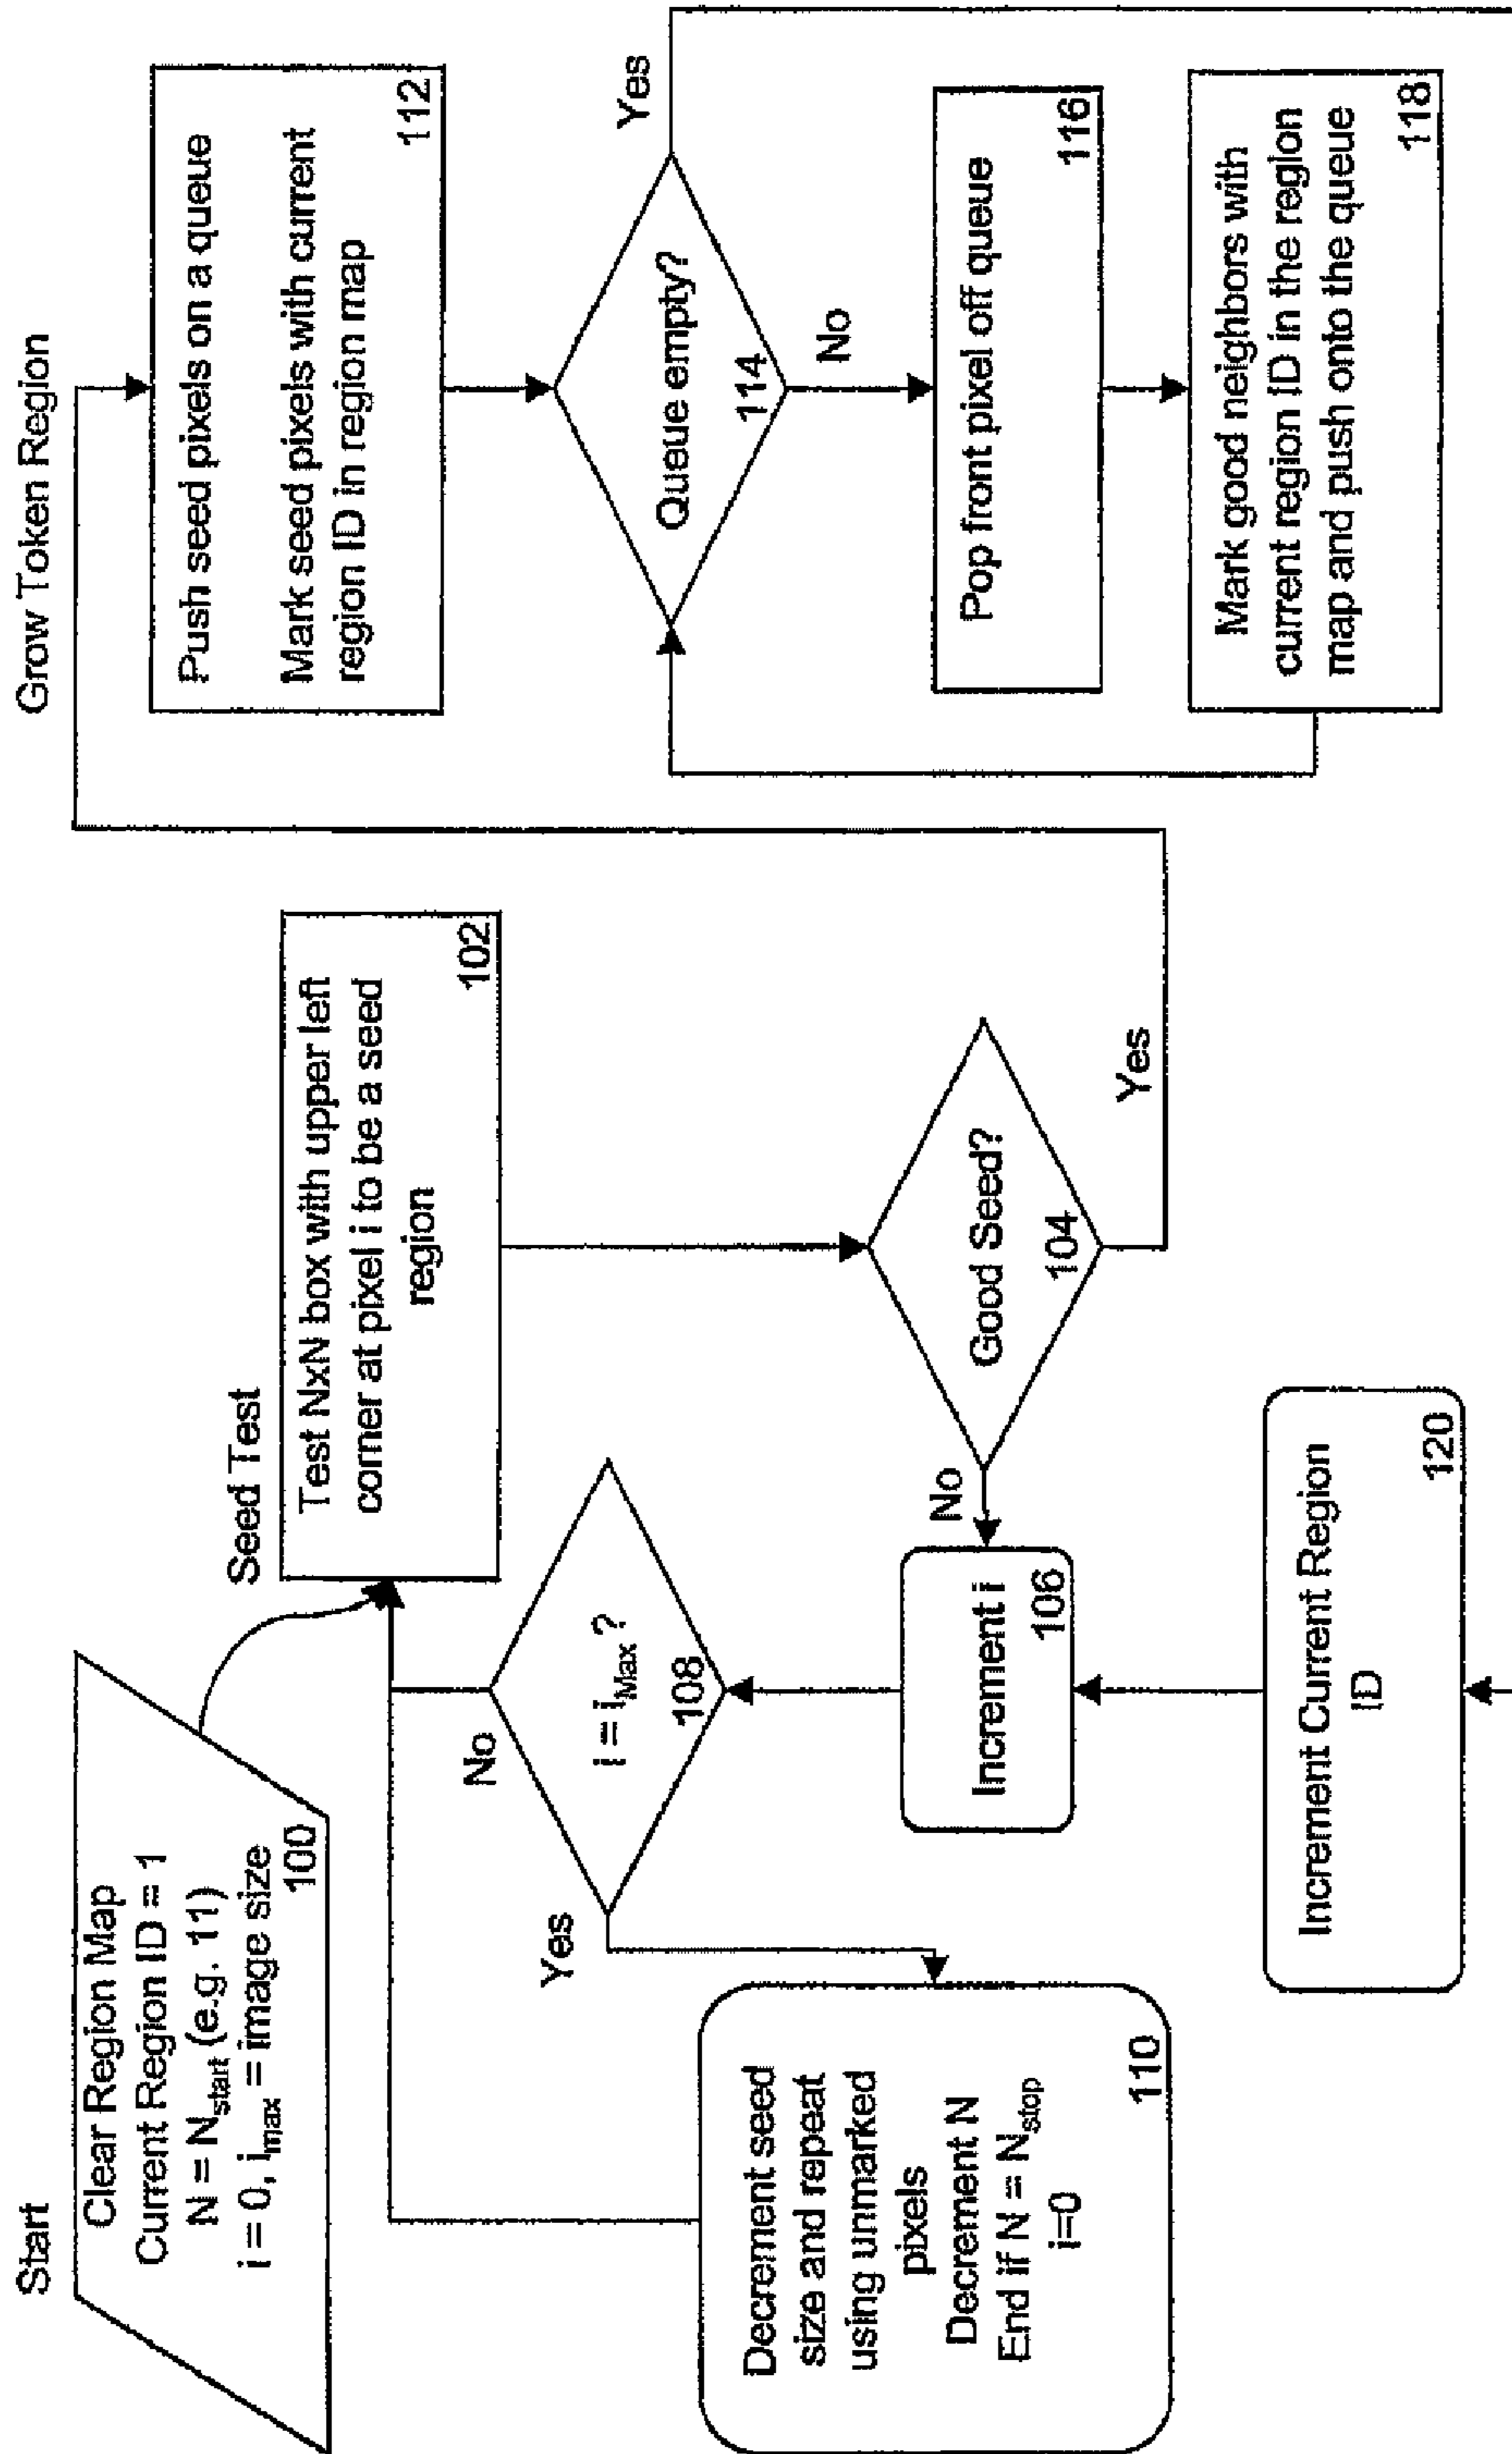 Start
Clear Region Map
Current Region ID = 1
N = Nstart (e.g. 11)
i = 0, imax = image size
100
Seed Test
Test NxN box with upper left
corner at pixel i to be a seed
region
102
Good Seed?
104
No
Yes
Increment i
106
i = iMax ?
108
No
Yes
Decrement seed
size and repeat
using unmarked
pixels
Decrement N
End if N = Nstop
i=0
110
Grow Token Region
Push seed pixels on a queue
Mark seed pixels with current
region ID in region map
112
Queue empty?
114
Yes
No
Pop front pixel off queue
116
Mark good neighbors with
current region ID in the region
map and push onto the queue
118
Increment Current Region
ID
120